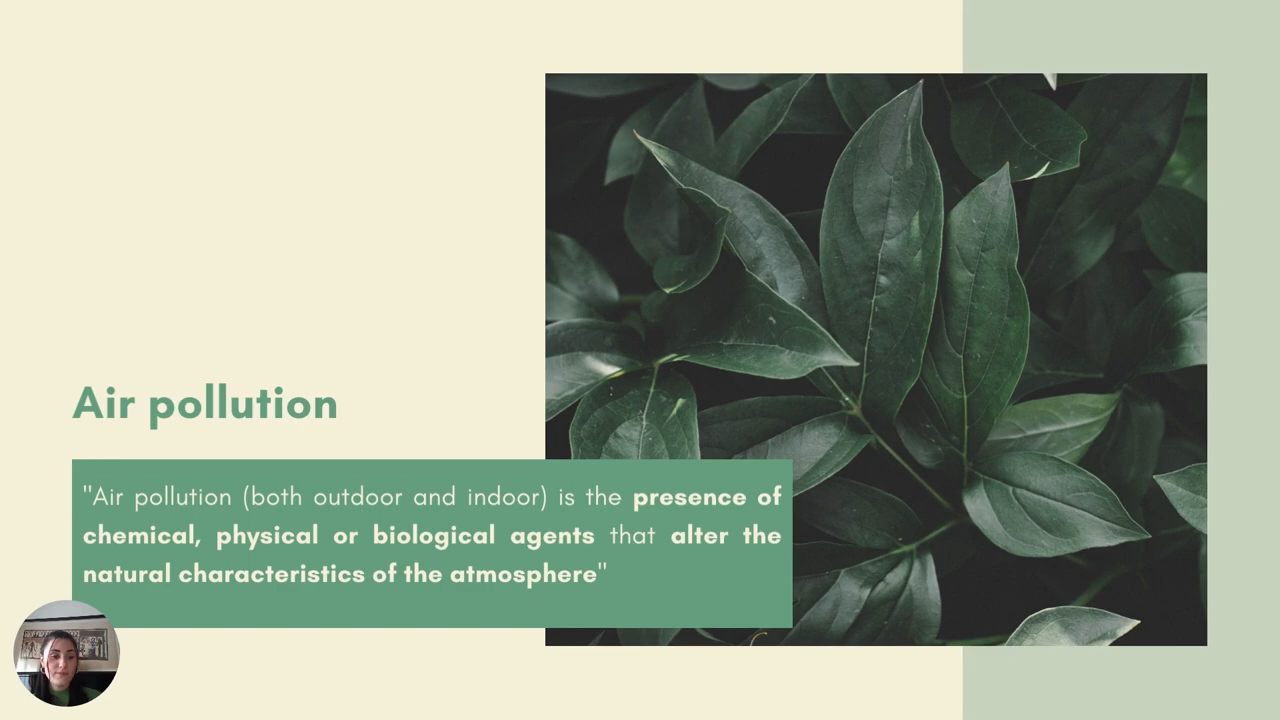 Air pollution
"Air pollution (both outdoor and indoor) is the presence of
chemical, physical or biological agents that alter the
natural characteristics of the atmosphere"